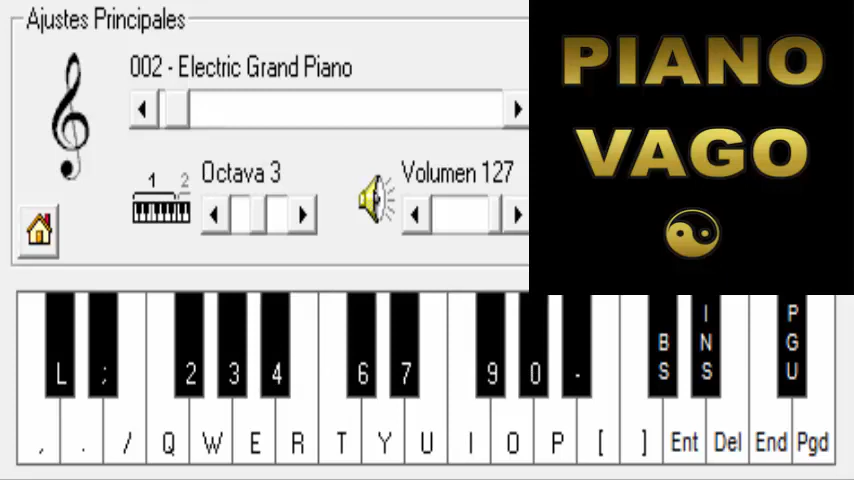 Ajustes Principales
002 - Electric Grand Piano
1 2
Octava 3
Volumen 127
PIANO
VAGO
L ; 2 3 4 6 7 9 0 - BS INS PGU
, . / Q W E R T Y U I O P [ ] Ent Del End Pgd